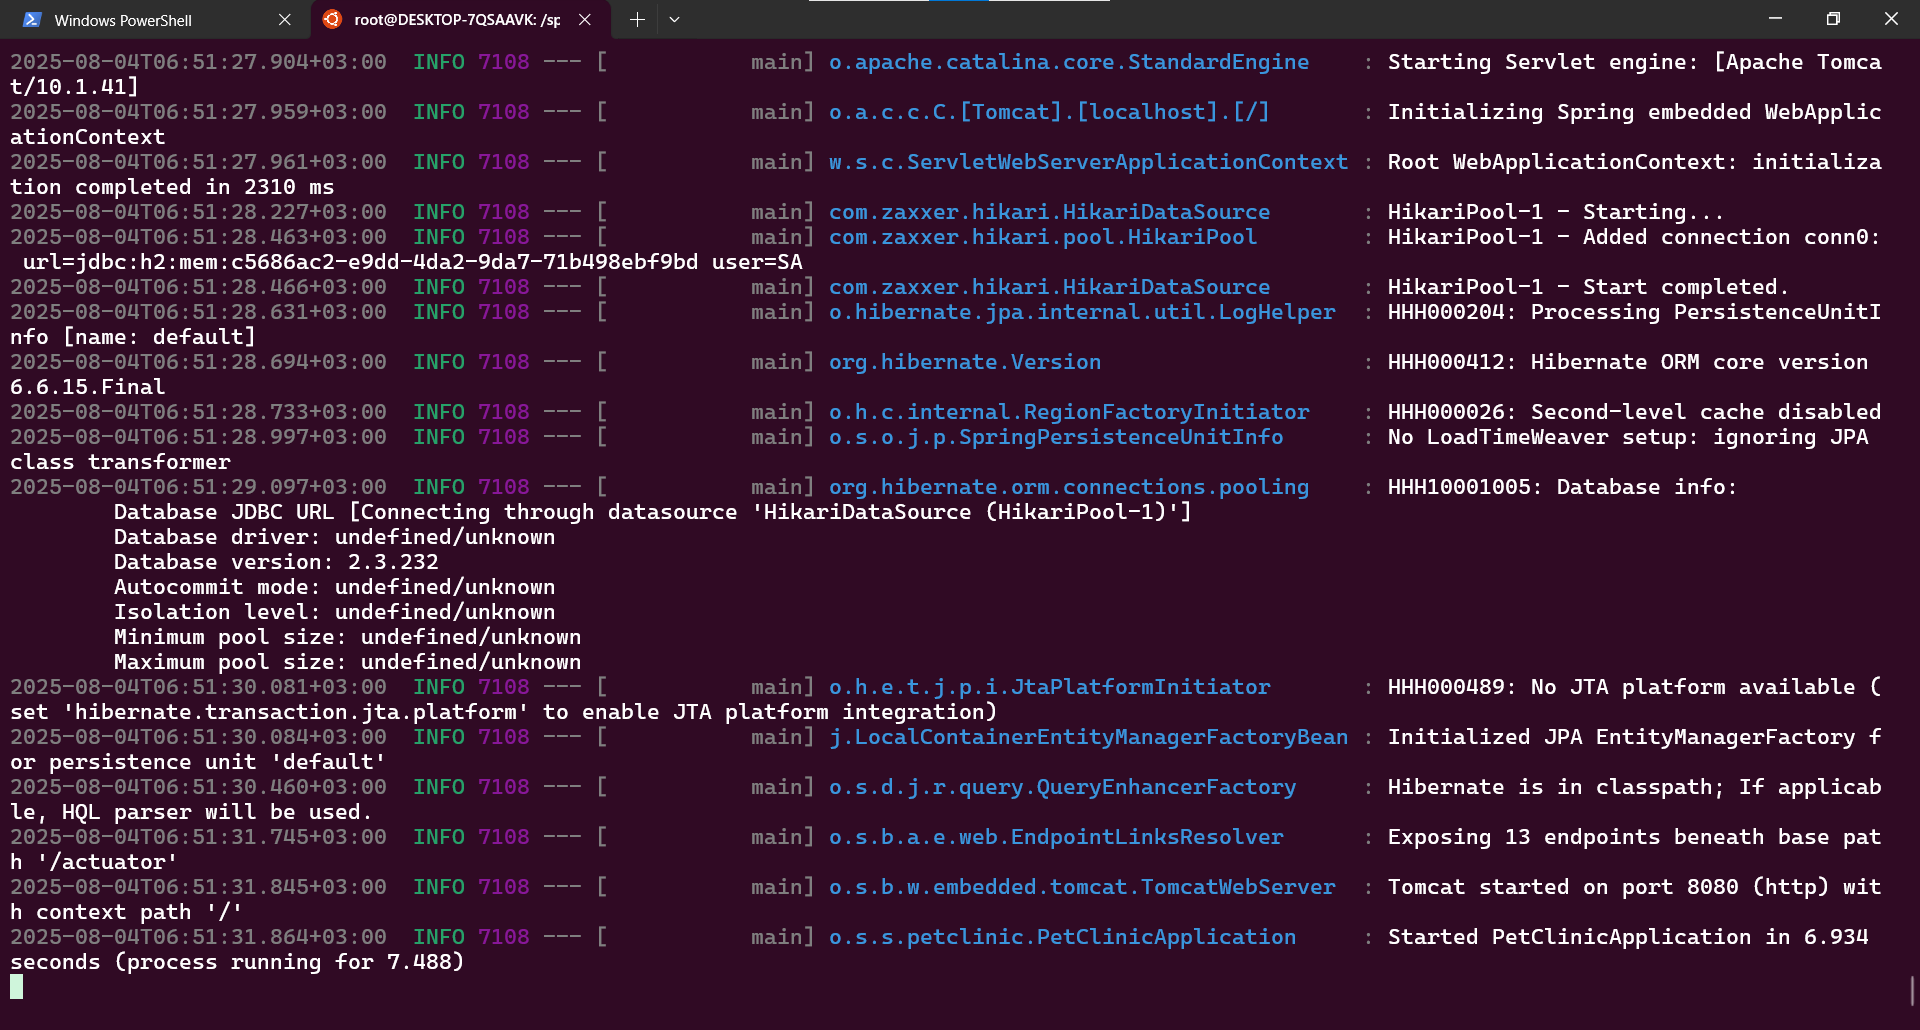 Windows PowerShell
root@DESKTOP-7QSAAVK: /sp
2025-08-04T06:51:27.904+03:00  INFO 7108 --- [           main] o.apache.catalina.core.StandardEngine    : Starting Servlet engine: [Apache Tomca
t/10.1.41]
2025-08-04T06:51:27.959+03:00  INFO 7108 --- [           main] o.a.c.c.C.[Tomcat].[localhost].[/]       : Initializing Spring embedded WebApplic
ationContext
2025-08-04T06:51:27.961+03:00  INFO 7108 --- [           main] w.s.c.ServletWebServerApplicationContext : Root WebApplicationContext: initializa
tion completed in 2310 ms
2025-08-04T06:51:28.227+03:00  INFO 7108 --- [           main] com.zaxxer.hikari.HikariDataSource       : HikariPool-1 - Starting...
2025-08-04T06:51:28.463+03:00  INFO 7108 --- [           main] com.zaxxer.hikari.pool.HikariPool        : HikariPool-1 - Added connection conn0:
 url=jdbc:h2:mem:c5686ac2-e9dd-4da2-9da7-71b498ebf9bd user=SA
2025-08-04T06:51:28.466+03:00  INFO 7108 --- [           main] com.zaxxer.hikari.HikariDataSource       : HikariPool-1 - Start completed.
2025-08-04T06:51:28.631+03:00  INFO 7108 --- [           main] o.hibernate.jpa.internal.util.LogHelper  : HHH000204: Processing PersistenceUnitI
nfo [name: default]
2025-08-04T06:51:28.694+03:00  INFO 7108 --- [           main] org.hibernate.Version                    : HHH000412: Hibernate ORM core version
6.6.15.Final
2025-08-04T06:51:28.733+03:00  INFO 7108 --- [           main] o.h.c.internal.RegionFactoryInitiator    : HHH000026: Second-level cache disabled
2025-08-04T06:51:28.997+03:00  INFO 7108 --- [           main] o.s.o.j.p.SpringPersistenceUnitInfo      : No LoadTimeWeaver setup: ignoring JPA
class transformer
2025-08-04T06:51:29.097+03:00  INFO 7108 --- [           main] org.hibernate.orm.connections.pooling    : HHH10001005: Database info:
        Database JDBC URL [Connecting through datasource 'HikariDataSource (HikariPool-1)']
        Database driver: undefined/unknown
        Database version: 2.3.232
        Autocommit mode: undefined/unknown
        Isolation level: undefined/unknown
        Minimum pool size: undefined/unknown
        Maximum pool size: undefined/unknown
2025-08-04T06:51:30.081+03:00  INFO 7108 --- [           main] o.h.e.t.j.p.i.JtaPlatformInitiator       : HHH000489: No JTA platform available (
set 'hibernate.transaction.jta.platform' to enable JTA platform integration)
2025-08-04T06:51:30.084+03:00  INFO 7108 --- [           main] j.LocalContainerEntityManagerFactoryBean : Initialized JPA EntityManagerFactory f
or persistence unit 'default'
2025-08-04T06:51:30.460+03:00  INFO 7108 --- [           main] o.s.d.j.r.query.QueryEnhancerFactory     : Hibernate is in classpath; If applicab
le, HQL parser will be used.
2025-08-04T06:51:31.745+03:00  INFO 7108 --- [           main] o.s.b.a.e.web.EndpointLinksResolver      : Exposing 13 endpoints beneath base pat
h '/actuator'
2025-08-04T06:51:31.845+03:00  INFO 7108 --- [           main] o.s.b.w.embedded.tomcat.TomcatWebServer  : Tomcat started on port 8080 (http) wit
h context path '/'
2025-08-04T06:51:31.864+03:00  INFO 7108 --- [           main] o.s.s.petclinic.PetClinicApplication     : Started PetClinicApplication in 6.934
seconds (process running for 7.488)